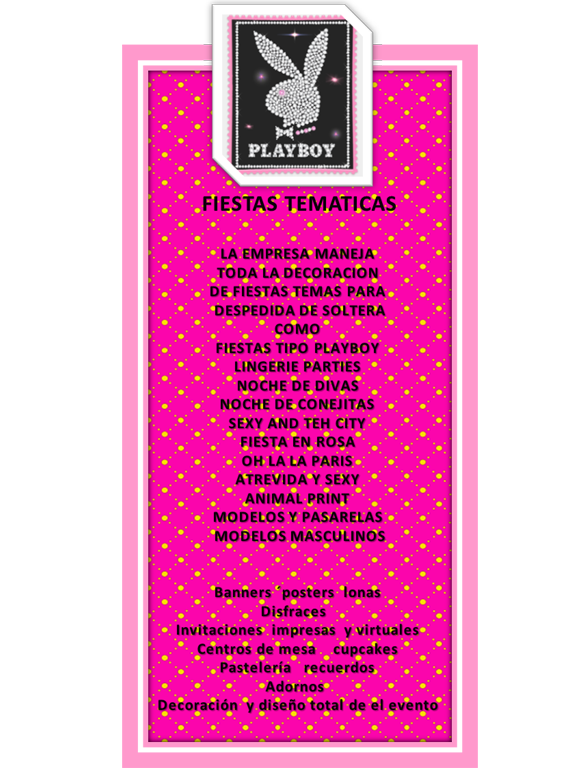 PLAYBOY
FIESTAS TEMATICAS
LA EMPRESA MANEJA
TODA LA DECORACION
DE FIESTAS TEMAS PARA
DESPEDIDA DE SOLTERA
COMO
FIESTAS TIPO PLAYBOY
LINGERIE PARTIES
NOCHE DE DIVAS
NOCHE DE CONEJITAS
SEXY AND TEH CITY
FIESTA EN ROSA
OH LA LA PARIS
ATREVIDA Y SEXY
ANIMAL PRINT
MODELOS Y PASARELAS
MODELOS MASCULINOS
Banners ´posters lonas
Disfraces
Invitaciones impresas y virtuales
Centros de mesa cupcakes
Pastelería recuerdos
Adornos
Decoración y diseño total de el evento